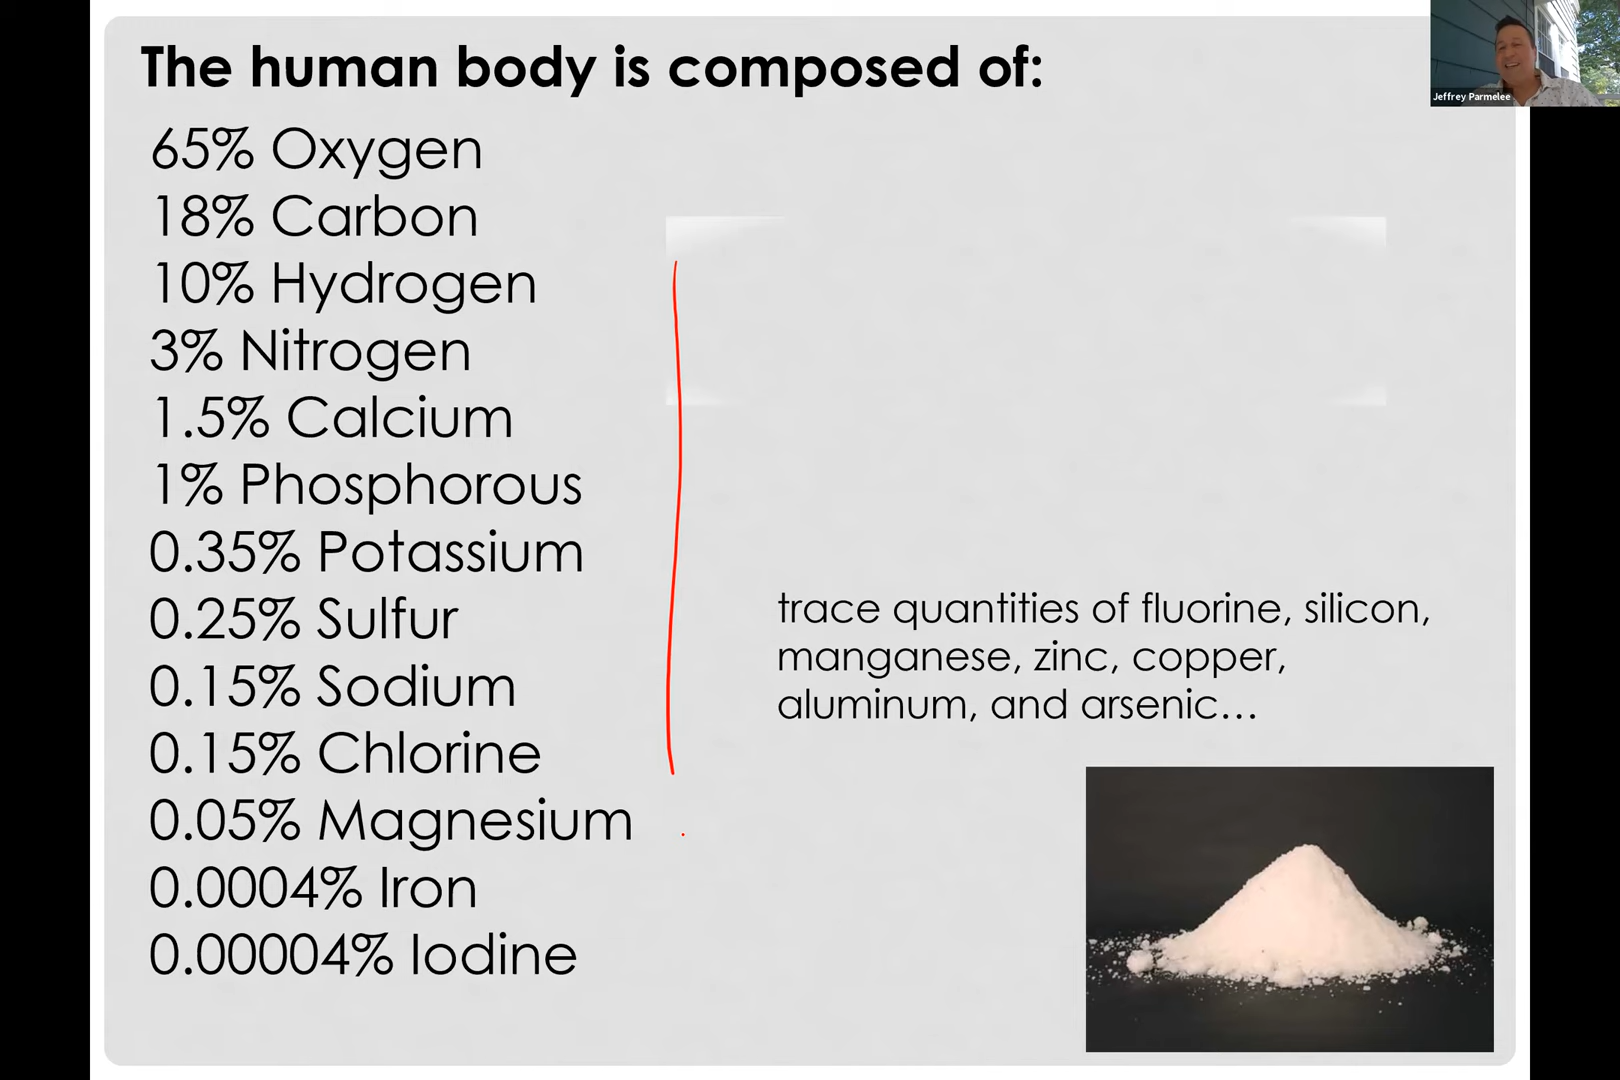 The human body is composed of:
Jeffrey Parmelee
65% Oxygen
18% Carbon
10% Hydrogen
3% Nitrogen
1.5% Calcium
1% Phosphorous
0.35% Potassium
0.25% Sulfur
0.15% Sodium
0.15% Chlorine
0.05% Magnesium
0.0004% Iron
0.00004% Iodine
trace quantities of fluorine, silicon,
manganese, zinc, copper,
aluminum, and arsenic...